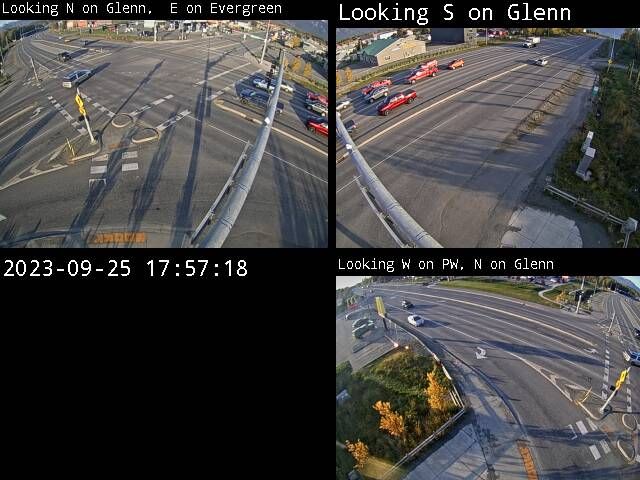 Looking N on Glenn, E on Evergreen
Looking S on Glenn
2023-09-25 17:57:18
Looking W on PW, N on Glenn